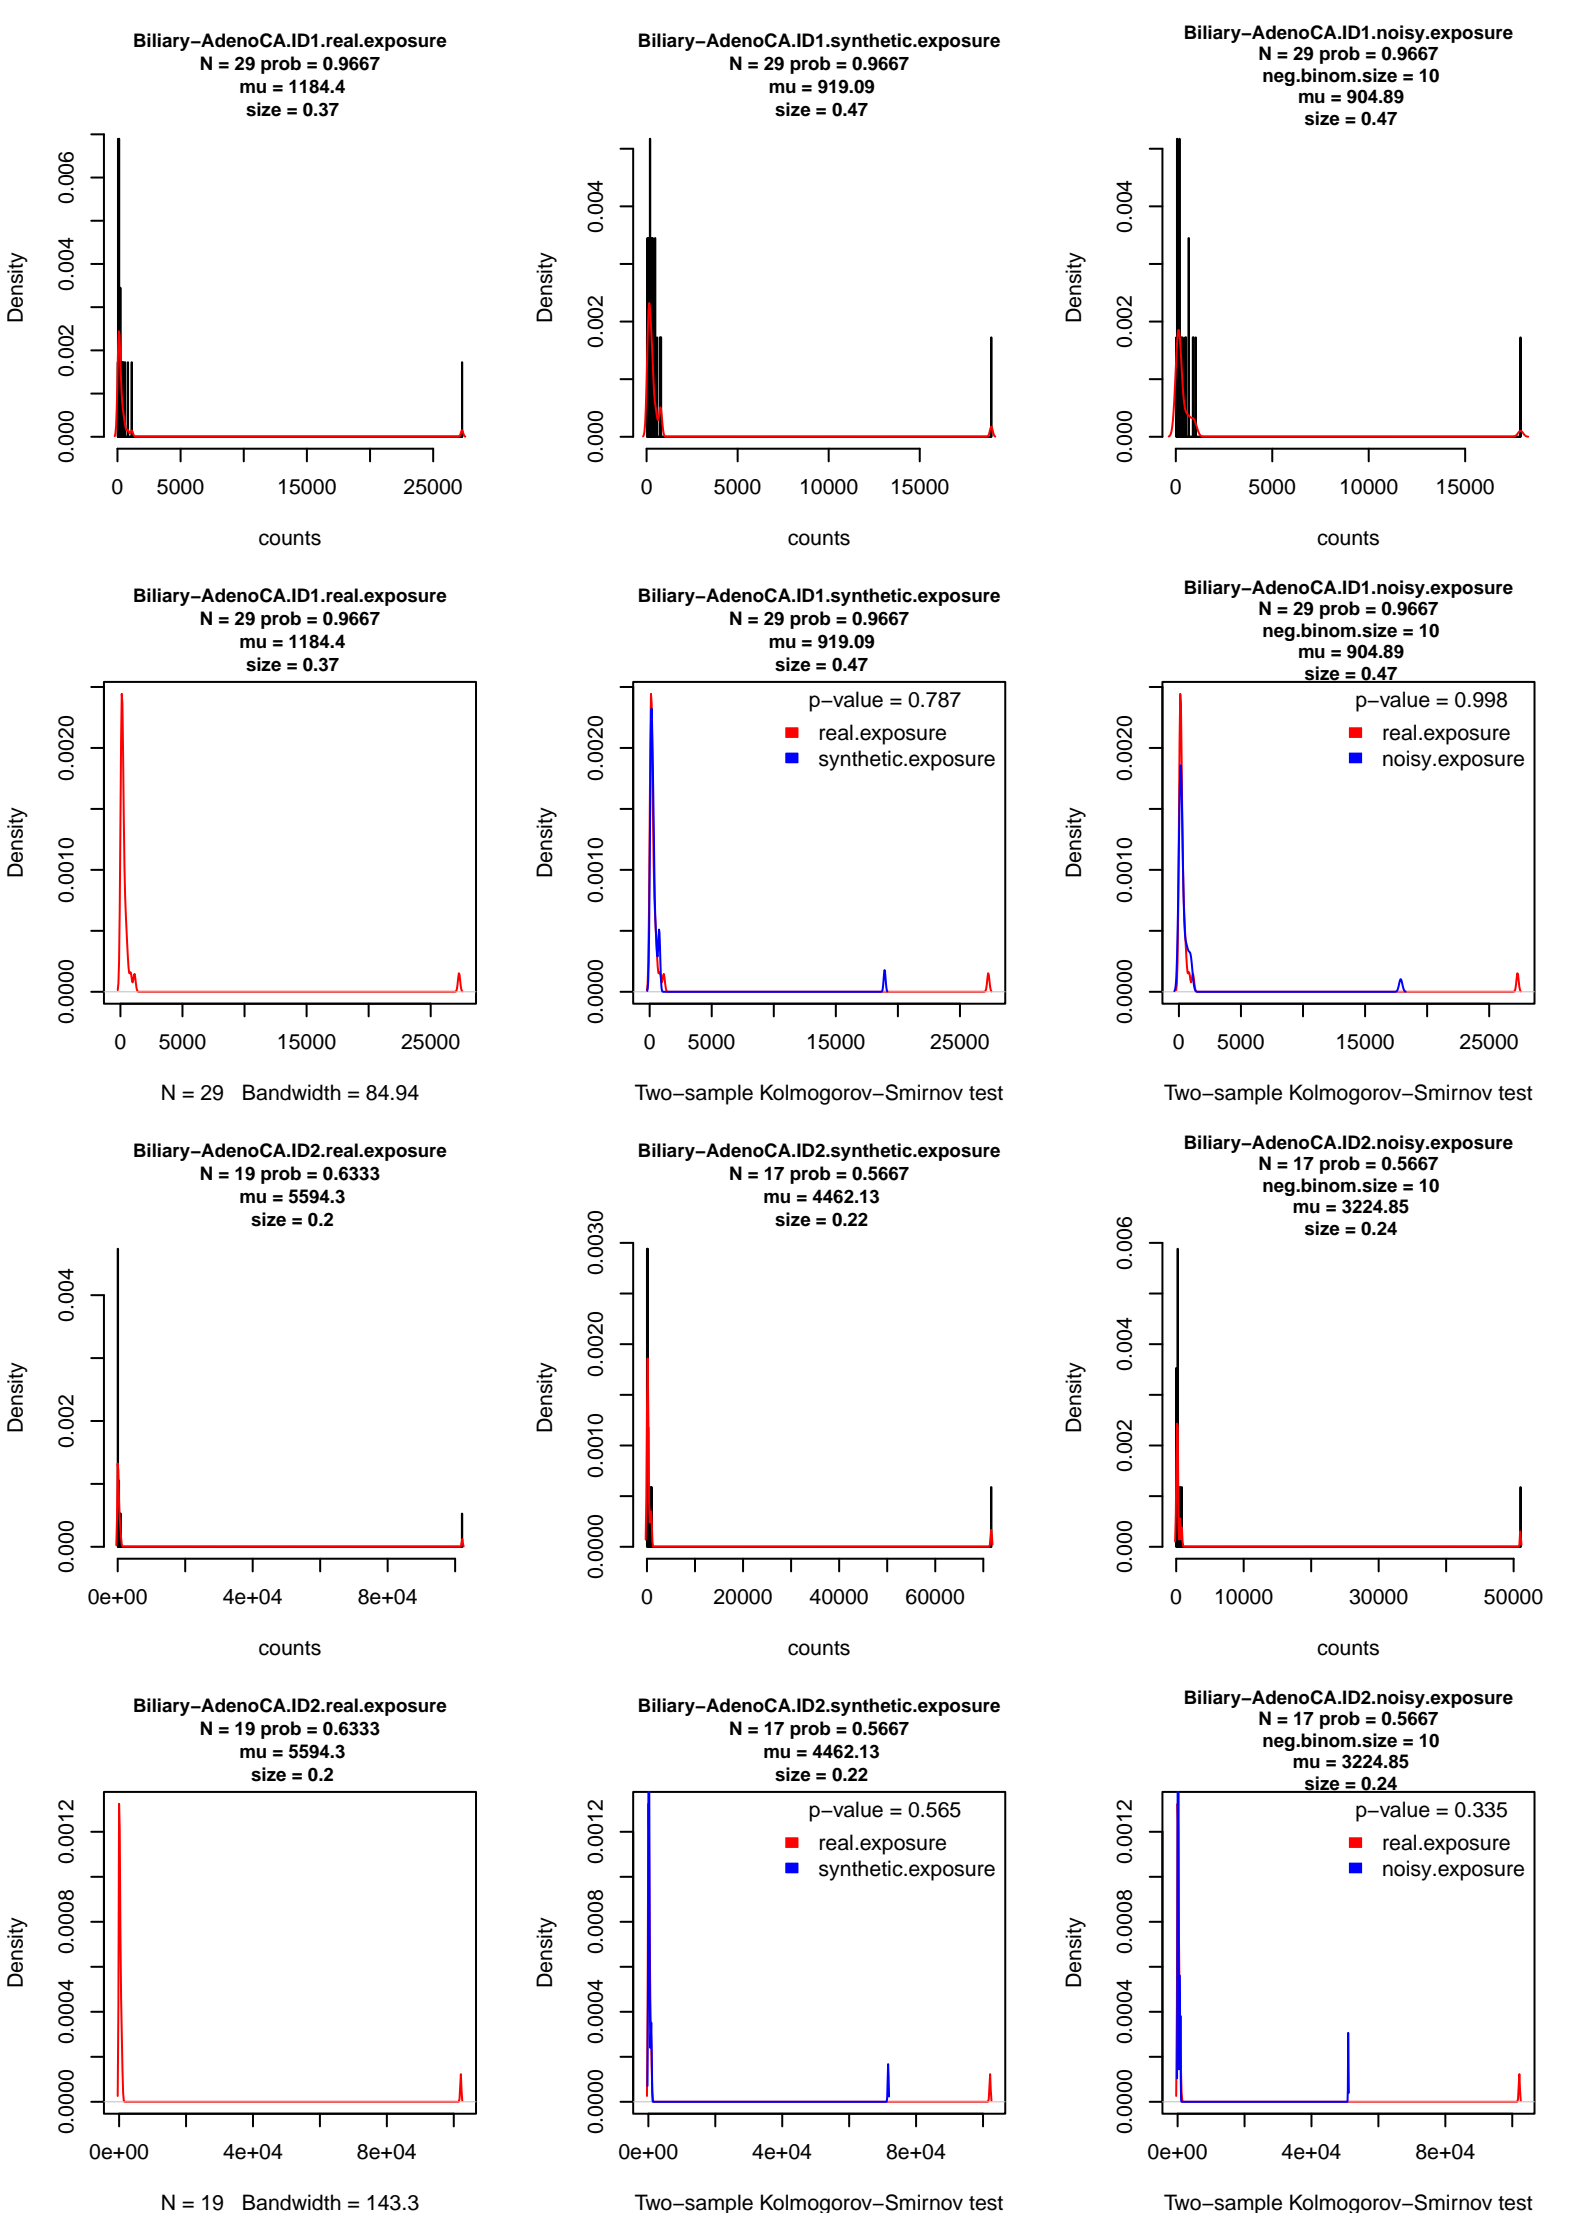 Biliary−AdenoCA.ID1.real.exposure
N = 29 prob = 0.9667
mu = 1184.4
size = 0.37
Density
0.000 0.002 0.004 0.006
0 5000 15000 25000
counts
Biliary−AdenoCA.ID1.synthetic.exposure
N = 29 prob = 0.9667
mu = 919.09
size = 0.47
Density
0.000 0.002 0.004
0 5000 10000 15000
counts
Biliary−AdenoCA.ID1.noisy.exposure
N = 29 prob = 0.9667
neg.binom.size = 10
mu = 904.89
size = 0.47
Density
0.000 0.002 0.004
0 5000 10000 15000
counts
Biliary−AdenoCA.ID1.real.exposure
N = 29 prob = 0.9667
mu = 1184.4
size = 0.37
Density
0.0000 0.0010 0.0020
0 5000 15000 25000
N = 29 Bandwidth = 84.94
Biliary−AdenoCA.ID1.synthetic.exposure
N = 29 prob = 0.9667
mu = 919.09
size = 0.47
p−value = 0.787
real.exposure
synthetic.exposure
Density
0.0000 0.0010 0.0020
0 5000 15000 25000
Two−sample Kolmogorov−Smirnov test
Biliary−AdenoCA.ID1.noisy.exposure
N = 29 prob = 0.9667
neg.binom.size = 10
mu = 904.89
size = 0.47
p−value = 0.998
real.exposure
noisy.exposure
Density
0.0000 0.0010 0.0020
0 5000 15000 25000
Two−sample Kolmogorov−Smirnov test
Biliary−AdenoCA.ID2.real.exposure
N = 19 prob = 0.6333
mu = 5594.3
size = 0.2
Density
0.000 0.002 0.004
0e+00 4e+04 8e+04
counts
Biliary−AdenoCA.ID2.synthetic.exposure
N = 17 prob = 0.5667
mu = 4462.13
size = 0.22
Density
0.0000 0.0010 0.0020 0.0030
0 20000 40000 60000
counts
Biliary−AdenoCA.ID2.noisy.exposure
N = 17 prob = 0.5667
neg.binom.size = 10
mu = 3224.85
size = 0.24
Density
0.000 0.002 0.004 0.006
0 10000 30000 50000
counts
Biliary−AdenoCA.ID2.real.exposure
N = 19 prob = 0.6333
mu = 5594.3
size = 0.2
Density
0.0000 0.0004 0.0008 0.0012
0e+00 4e+04 8e+04
N = 19 Bandwidth = 143.3
Biliary−AdenoCA.ID2.synthetic.exposure
N = 17 prob = 0.5667
mu = 4462.13
size = 0.22
p−value = 0.565
real.exposure
synthetic.exposure
Density
0.0000 0.0004 0.0008 0.0012
0e+00 4e+04 8e+04
Two−sample Kolmogorov−Smirnov test
Biliary−AdenoCA.ID2.noisy.exposure
N = 17 prob = 0.5667
neg.binom.size = 10
mu = 3224.85
size = 0.24
p−value = 0.335
real.exposure
noisy.exposure
Density
0.0000 0.0004 0.0008 0.0012
0e+00 4e+04 8e+04
Two−sample Kolmogorov−Smirnov test